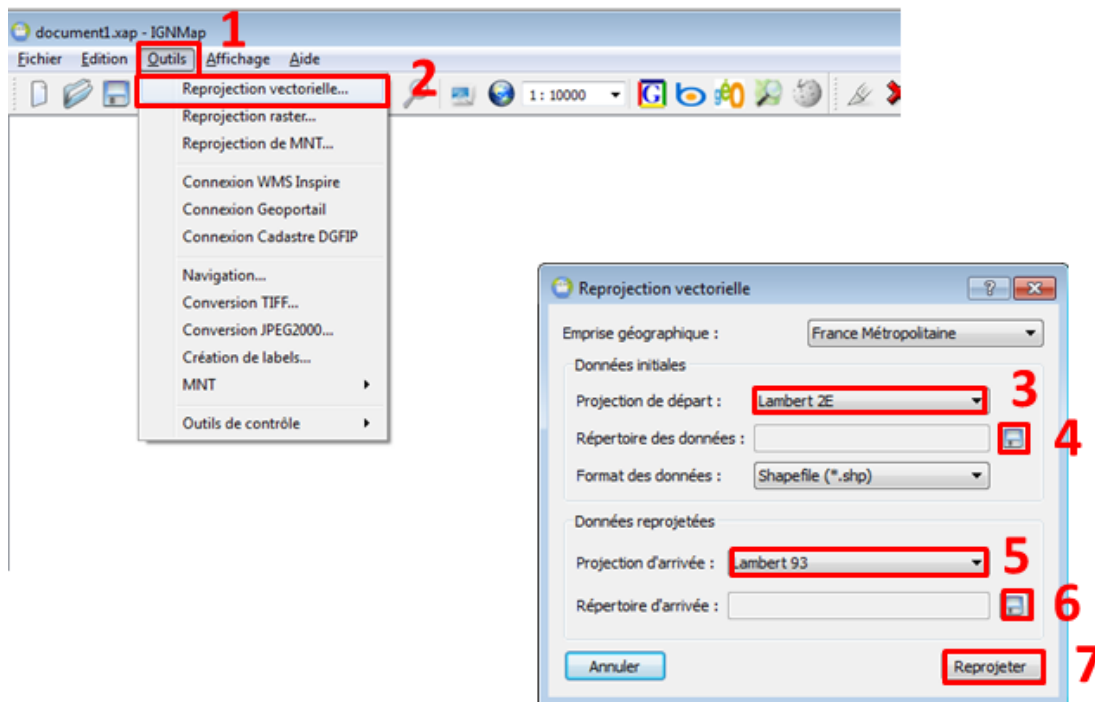 document1.xap - IGNMap
1
Fichier Edition Outils Affichage Aide
2
1 : 10000
Reprojection vectorielle...
Reprojection raster...
Reprojection de MNT...
Connexion WMS Inspire
Connexion Geoportail
Connexion Cadastre DGFIP
Navigation...
Conversion TIFF...
Conversion JPEG2000...
Création de labels...
MNT
Outils de contrôle
Reprojection vectorielle
Emprise géographique : France Métropolitaine
Données initiales
Projection de départ : Lambert 2E 3
Répertoire des données : 4
Format des données : Shapefile (*.shp)
Données reprojetées
Projection d'arrivée : Lambert 93 5
Répertoire d'arrivée : 6
Annuler Reprojeter 7